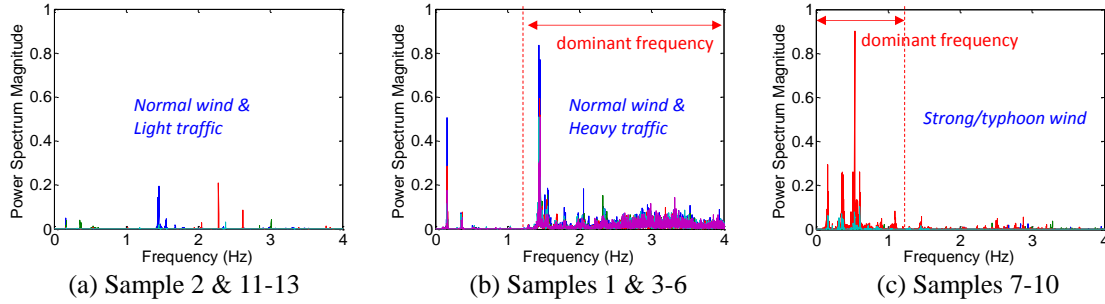 Power Spectrum Magnitude
1
0.8
0.6
0.4
0.2
0
Normal wind &
Light traffic
0 1 2 3 4
Frequency (Hz)
(a) Sample 2 & 11-13
Power Spectrum Magnitude
1
0.8
0.6
0.4
0.2
0
dominant frequency
Normal wind &
Heavy traffic
0 1 2 3 4
Frequency (Hz)
(b) Samples 1 & 3-6
Power Spectrum Magnitude
1
0.8
0.6
0.4
0.2
0
dominant frequency
Strong/typhoon wind
0 1 2 3 4
Frequency (Hz)
(c) Samples 7-10